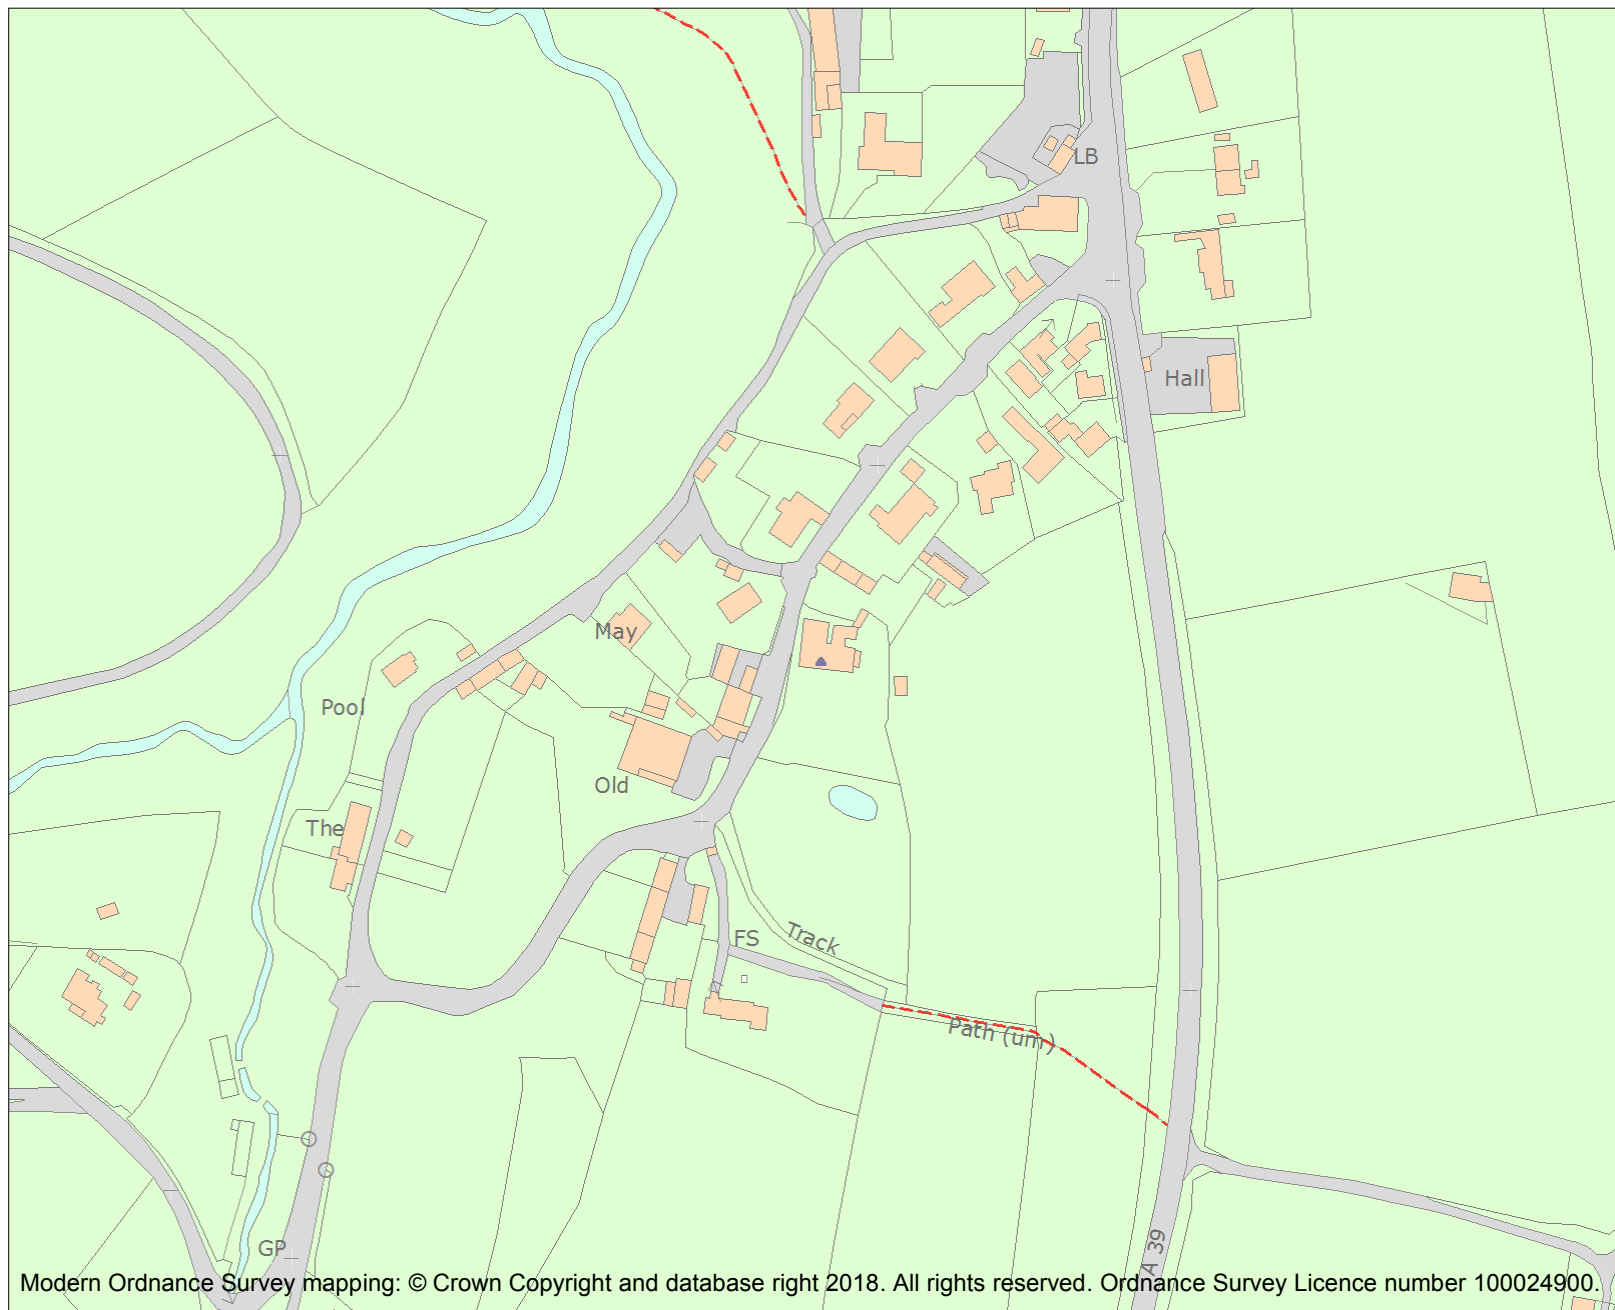 LB
Hall
May
Pool
Old
The
FS
Track
Path (um)
A 39
GP
Modern Ordnance Survey mapping: © Crown Copyright and database right 2018. All rights reserved. Ordnance Survey Licence number 100024900.